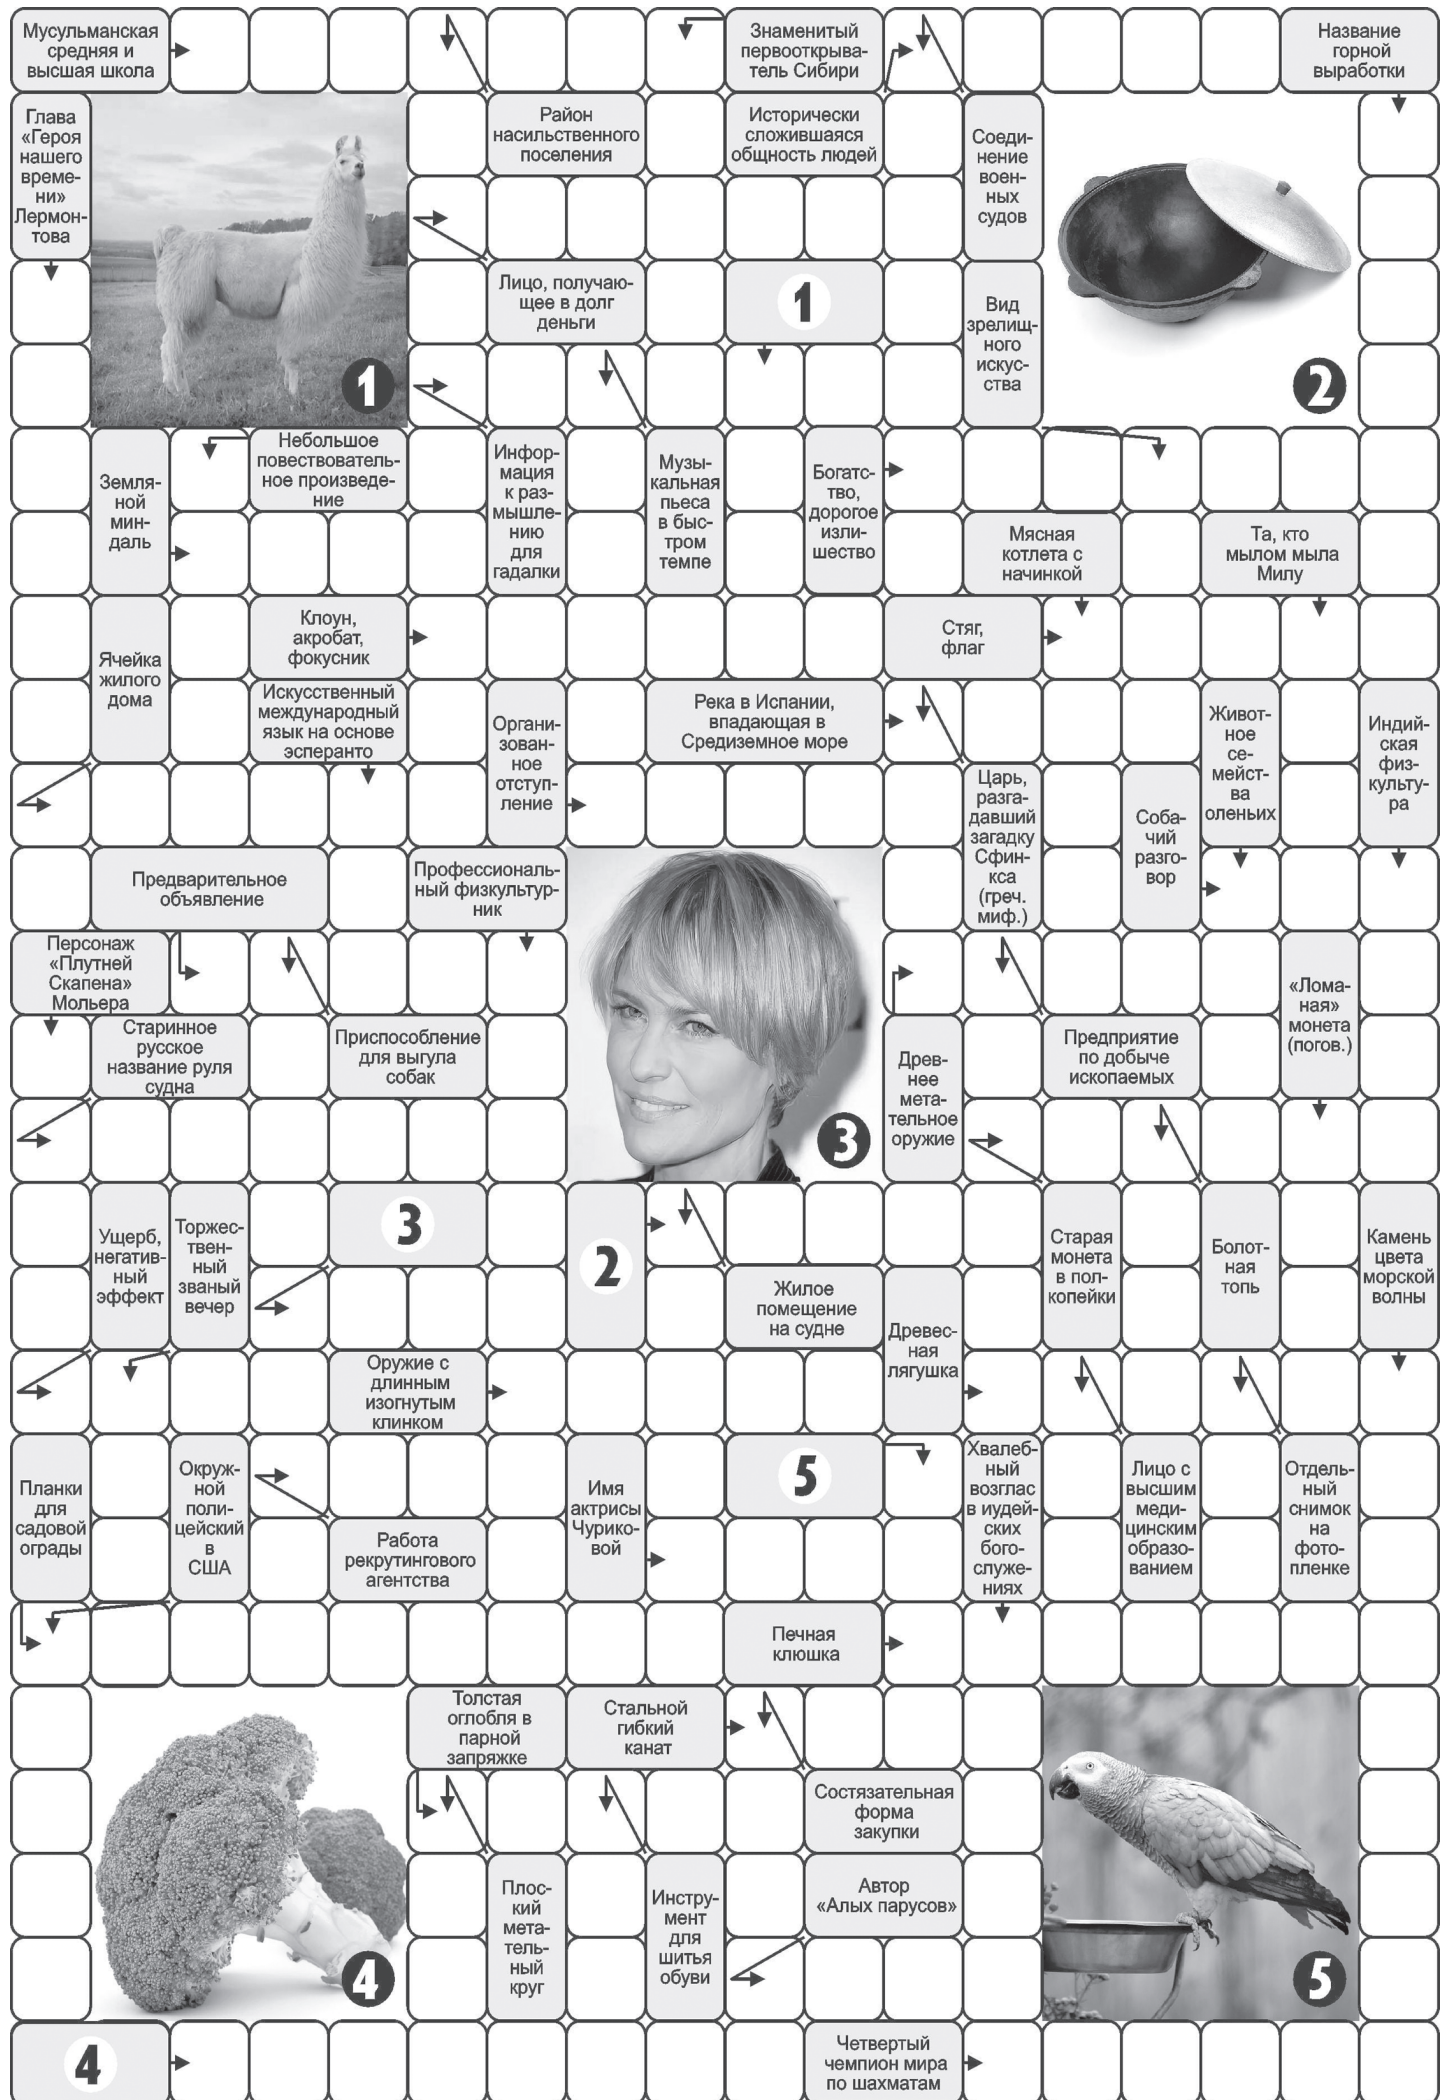 Мусульманская
средняя и
высшая школа
Знаменитый
первооткрыва-
тель Сибири
Название
горной
выработки
Глава
«Героя
нашего
време-
ни»
Лермон-
това
Район
насильственного
поселения
Исторически
сложившаяся
общность людей
Соеди-
нение
воен-
ных
судов
Лицо, получаю-
щее в долг
деньги
1
Вид
зрелищ-
ного
искус-
ства
1
2
Земля-
ной
мин-
даль
Небольшое
повествователь-
ное произведе-
ние
Инфор-
мация
к раз-
мышле-
нию
для
гадалки
Музы-
кальная
пьеса
в быс-
тром
темпе
Богатс-
тво,
дорогое
изли-
шество
Мясная
котлета с
начинкой
Та, кто
мылом мыла
Милу
Ячейка
жилого
дома
Клоун,
акробат,
фокусник
Стяг,
флаг
Искусственный
международный
язык на основе
эсперанто
Органи-
зован-
ное
отступ-
ление
Река в Испании,
впадающая в
Средиземное море
Живот-
ное
се-
мейст-
ва
оленьих
Индий-
ская
физ-
культу-
ра
Царь,
разга-
давший
загадку
Сфин-
кса
(греч.
миф.)
Соба-
чий
разго-
вор
Предварительное
объявление
Профессиональ-
ный физкультур-
ник
Персонаж
«Плутней
Скапена»
Мольера
«Лома-
ная»
монета
(погов.)
Старинное
русское
название руля
судна
Приспособление
для выгула
собак
Древ-
нее
мета-
тельное
оружие
Предприятие
по добыче
ископаемых
3
Ущерб,
негатив-
ный
эффект
Торжес-
твен-
ный
званый
вечер
3
2
Старая
монета
в пол-
копейки
Болот-
ная
топь
Камень
цвета
морской
волны
Жилое
помещение
на судне
Древес-
ная
лягушка
Оружие с
длинным
изогнутым
клинком
Планки
для
садовой
ограды
Окруж-
ной
поли-
цейский
в
США
Имя
актрисы
Чурико-
вой
5
Хвалеб-
ный
возглас
в иудей-
ских
бого-
служе-
ниях
Лицо с
высшим
меди-
цинским
образо-
ванием
Отдель-
ный
снимок
на
фото-
пленке
Работа
рекрутингового
агентства
Печная
клюшка
Толстая
оглобля в
парной
запряжке
Стальной
гибкий
канат
Состязательная
форма
закупки
Плос-
кий
мета-
тель-
ный
круг
Инстру-
мент
для
шитья
обуви
Автор
«Алых парусов»
4
5
4
Четвертый
чемпион мира
по шахматам